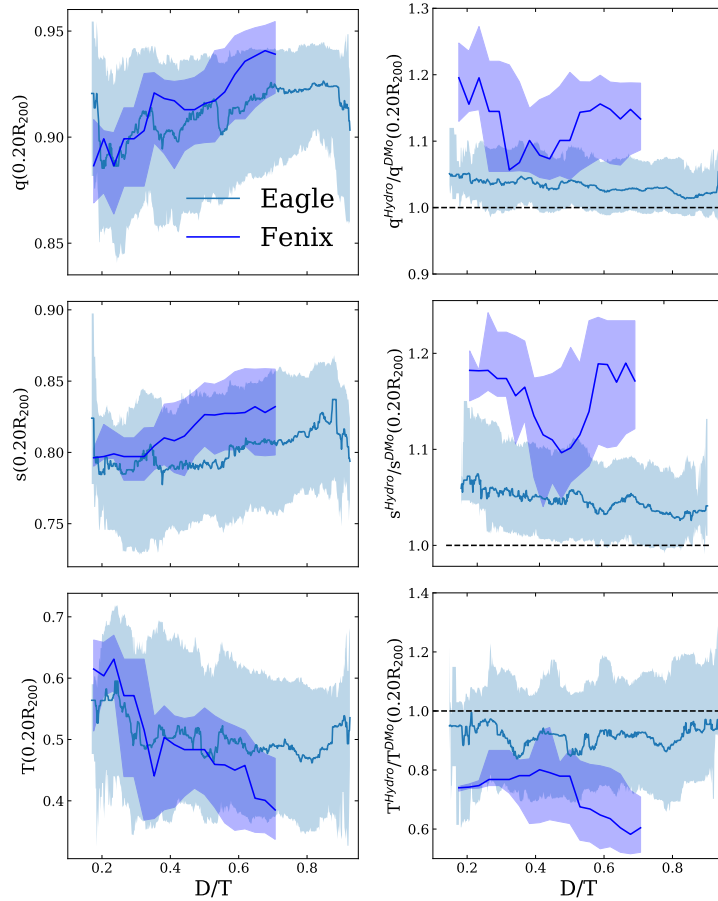 0.95
0.90
0.85
q(0.20R₂₀₀)
Eagle
Fenix
1.3
1.2
1.1
1.0
0.9
q^Hydro/q^DMo(0.20R₂₀₀)
0.90
0.85
0.80
0.75
s(0.20R₂₀₀)
1.2
1.1
1.0
s^Hydro/s^DMo(0.20R₂₀₀)
0.7
0.6
0.5
0.4
T(0.20R₂₀₀)
0.2 0.4 0.6 0.8
D/T
1.4
1.2
1.0
0.8
0.6
T^Hydro/T^DMo(0.20R₂₀₀)
0.2 0.4 0.6 0.8
D/T